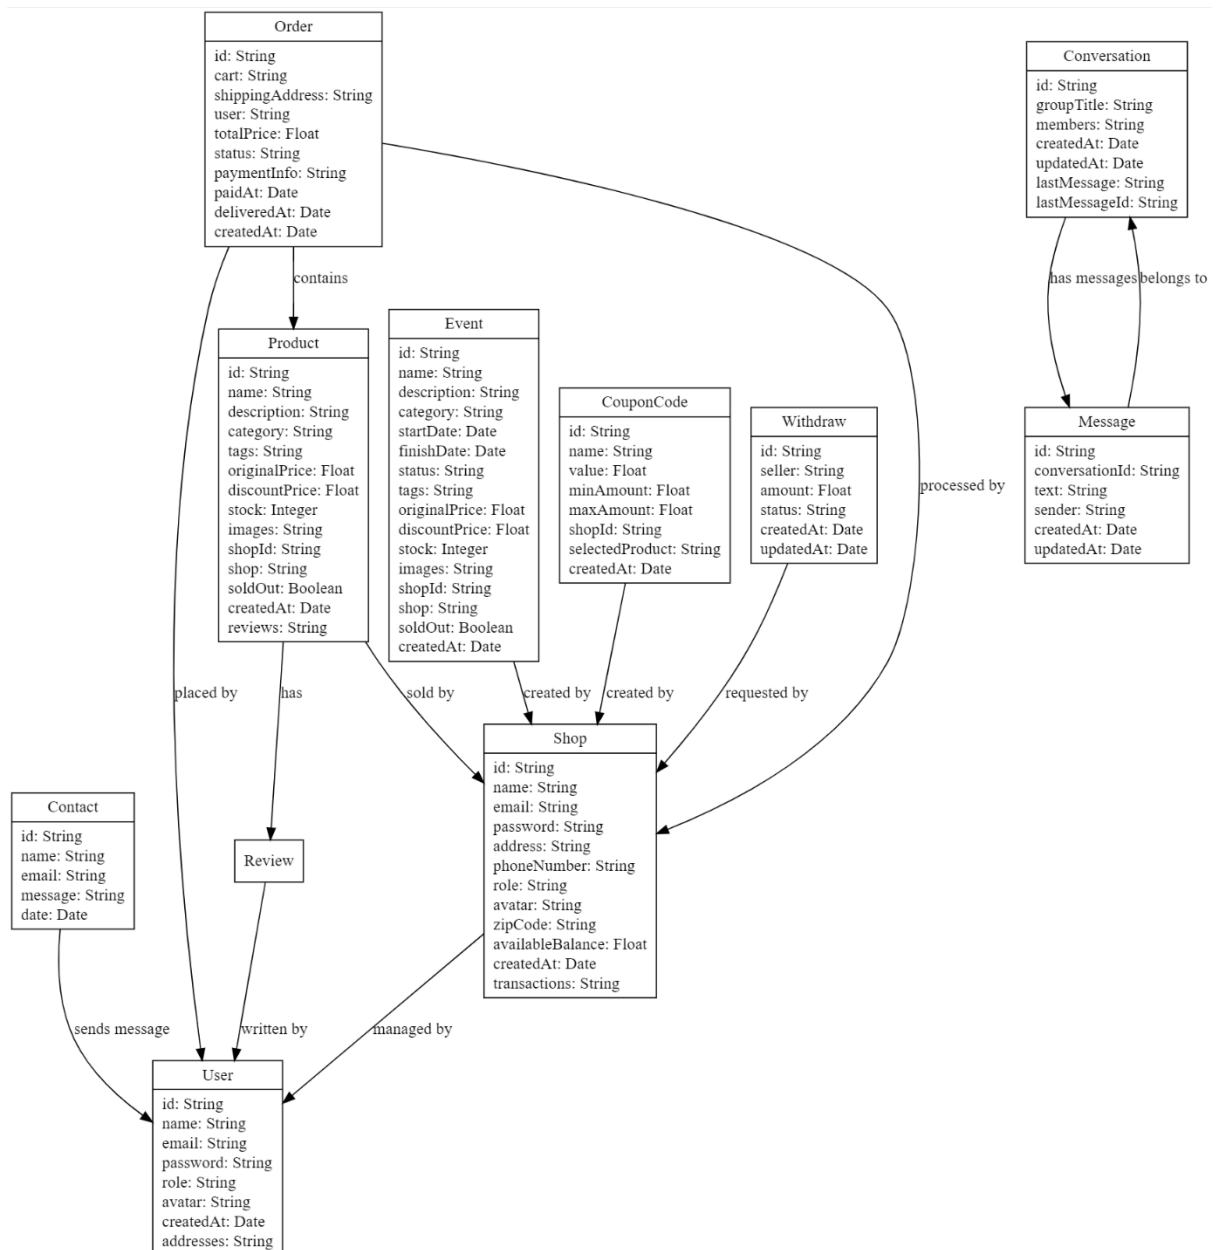 Order
id: String
cart: String
shippingAddress: String
user: String
totalPrice: Float
status: String
paymentInfo: String
paidAt: Date
deliveredAt: Date
createdAt: Date
Conversation
id: String
groupTitle: String
members: String
createdAt: Date
updatedAt: Date
lastMessage: String
lastMessageId: String
contains
has messages
belongs to
Product
id: String
name: String
description: String
category: String
tags: String
originalPrice: Float
discountPrice: Float
stock: Integer
images: String
shopId: String
shop: String
soldOut: Boolean
createdAt: Date
reviews: String
Event
id: String
name: String
description: String
category: String
startDate: Date
finishDate: Date
status: String
tags: String
originalPrice: Float
discountPrice: Float
stock: Integer
images: String
shopId: String
shop: String
soldOut: Boolean
createdAt: Date
CouponCode
id: String
name: String
value: Float
minAmount: Float
maxAmount: Float
shopId: String
selectedProduct: String
createdAt: Date
Withdraw
id: String
seller: String
amount: Float
status: String
createdAt: Date
updatedAt: Date
processed by
Message
id: String
conversationId: String
text: String
sender: String
createdAt: Date
updatedAt: Date
placed by
has
sold by
created by
created by
requested by
Shop
id: String
name: String
email: String
password: String
address: String
phoneNumber: String
role: String
avatar: String
zipCode: String
availableBalance: Float
createdAt: Date
transactions: String
Contact
id: String
name: String
email: String
message: String
date: Date
Review
sends message
written by
managed by
User
id: String
name: String
email: String
password: String
role: String
avatar: String
createdAt: Date
addresses: String